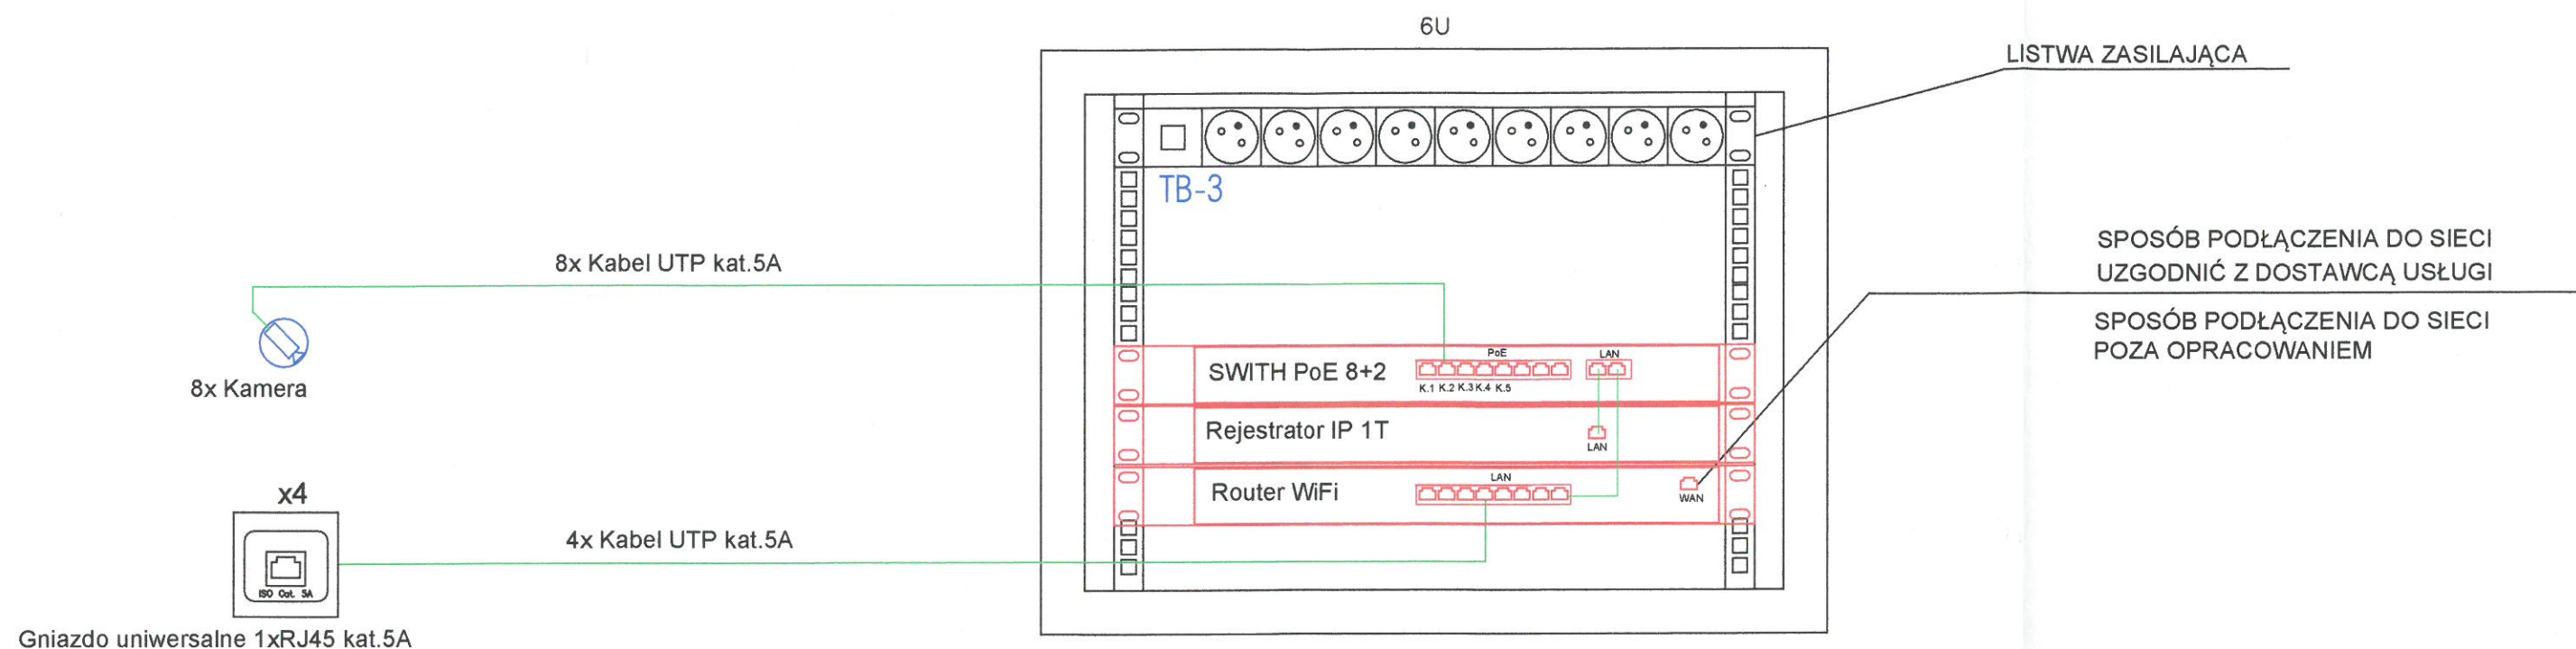 6U
LISTWA ZASILAJĄCA
TB-3
8x Kabel UTP kat.5A
SPOSÓB PODŁĄCZENIA DO SIECI
UZGODNIĆ Z DOSTAWCĄ USŁUGI
SPOSÓB PODŁĄCZENIA DO SIECI
POZA OPRACOWANIEM
8x Kamera
PoE
LAN
SWITH PoE 8+2
K.1 K.2 K.3 K.4 K.5
Rejestrator IP 1T
LAN
LAN
Router WiFi
WAN
x4
4x Kabel UTP kat.5A
ISO Cat. 5A
Gniazdo uniwersalne 1xRJ45 kat.5A